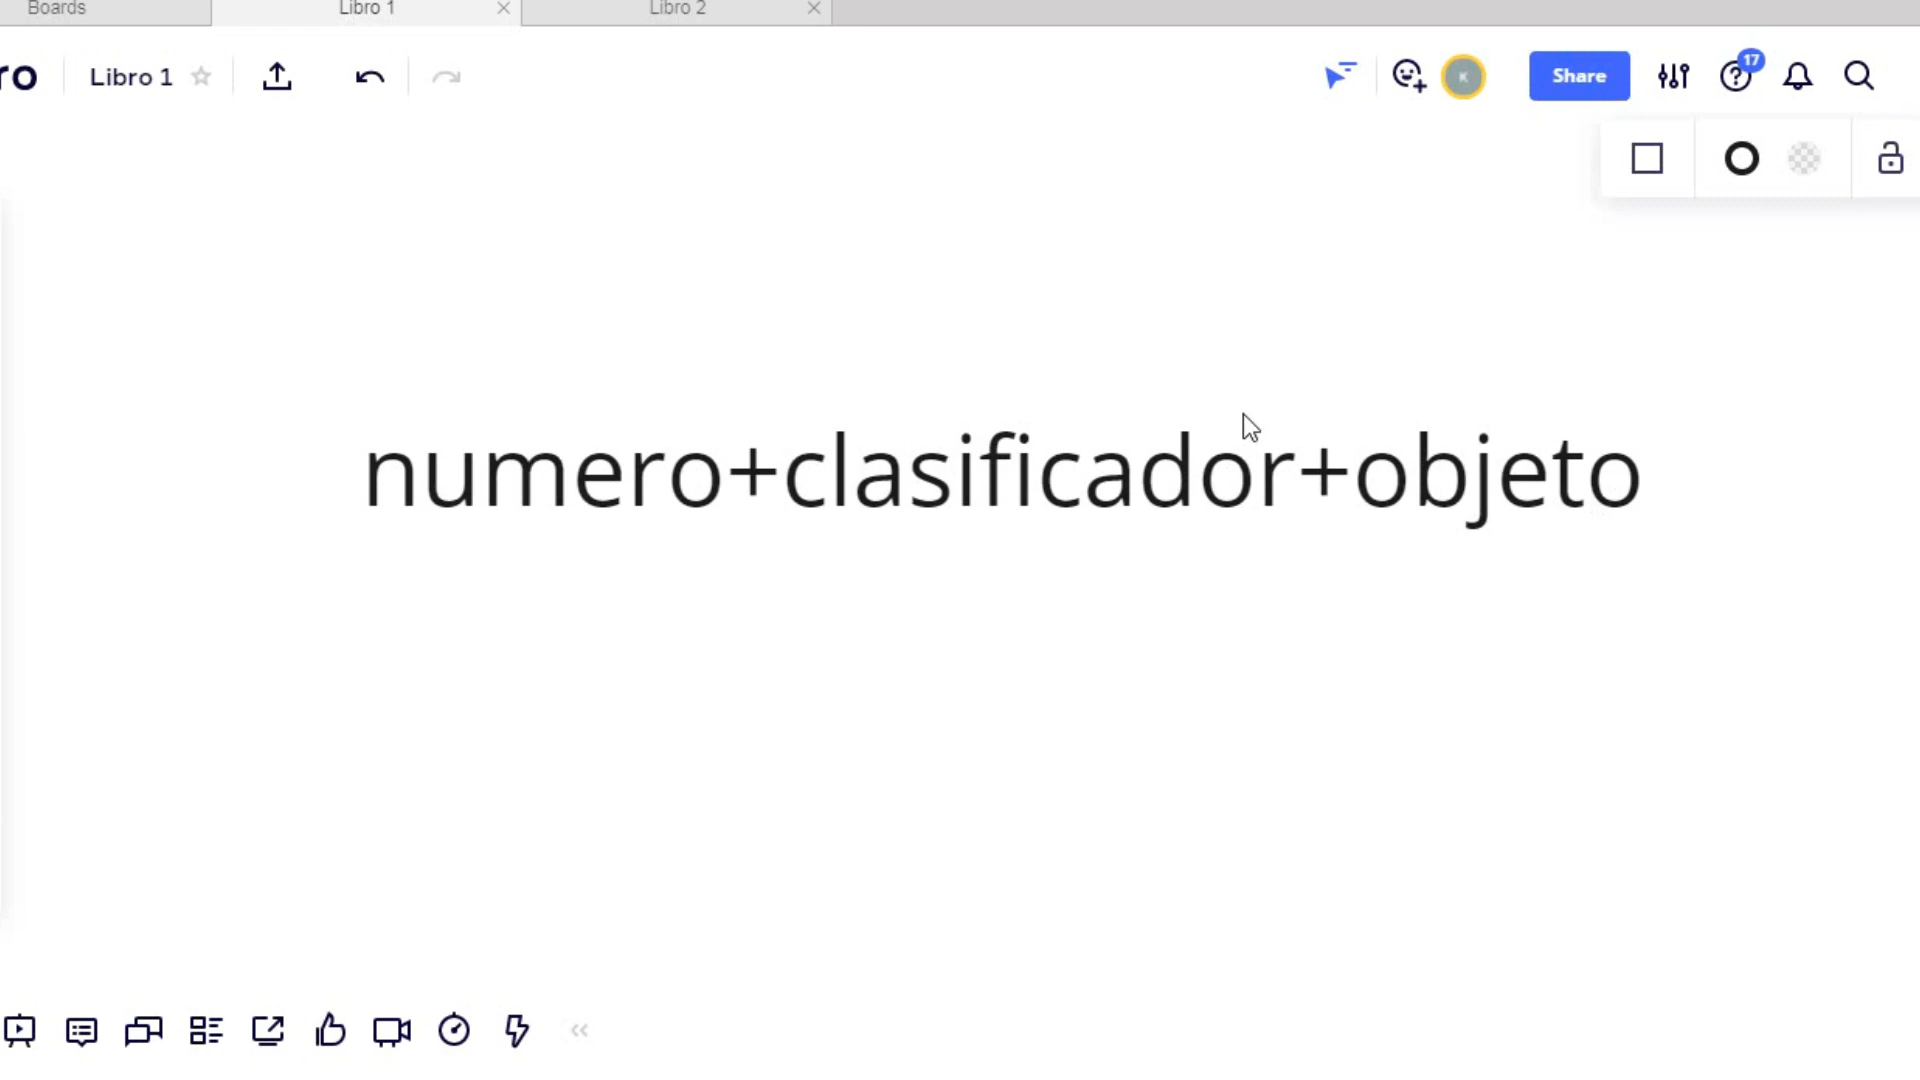 Boards
Libro 1
Libro 2
ro
Libro 1
K
Share
17
numero+clasificador+objeto